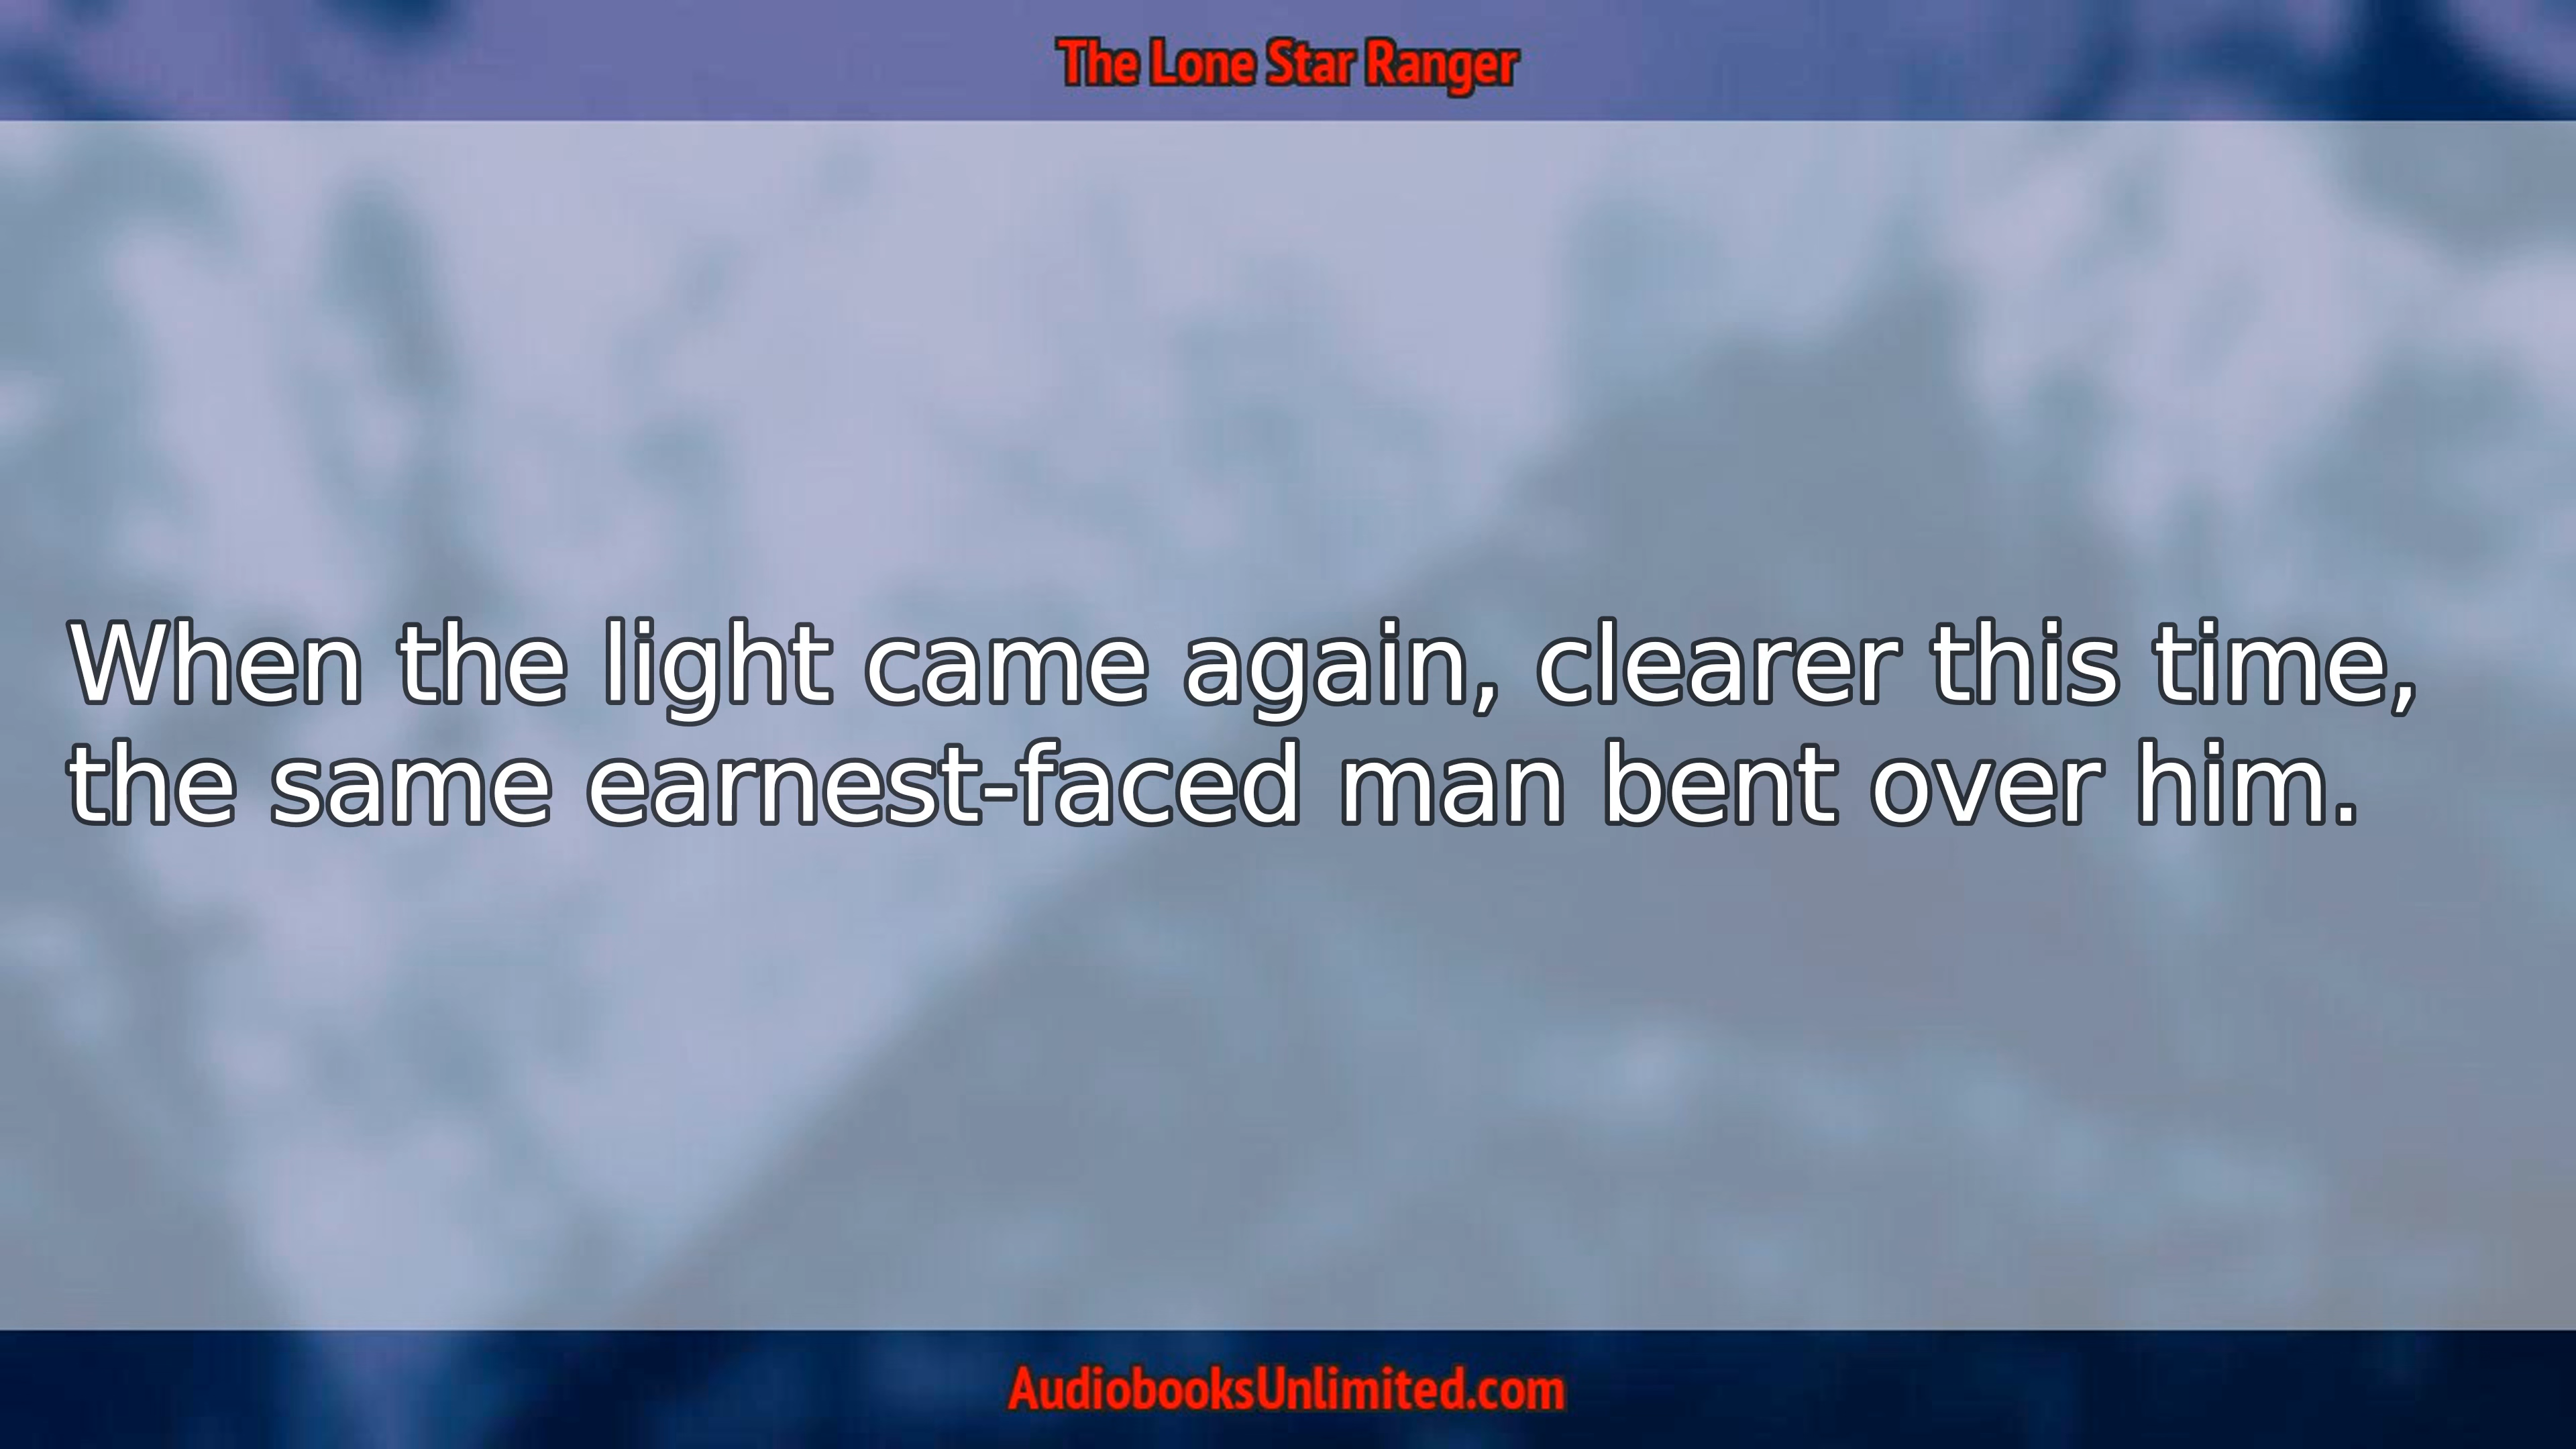 The Lone Star Ranger
When the light came again, clearer this time,
the same earnest-faced man bent over him.
AudiobooksUnlimited.com